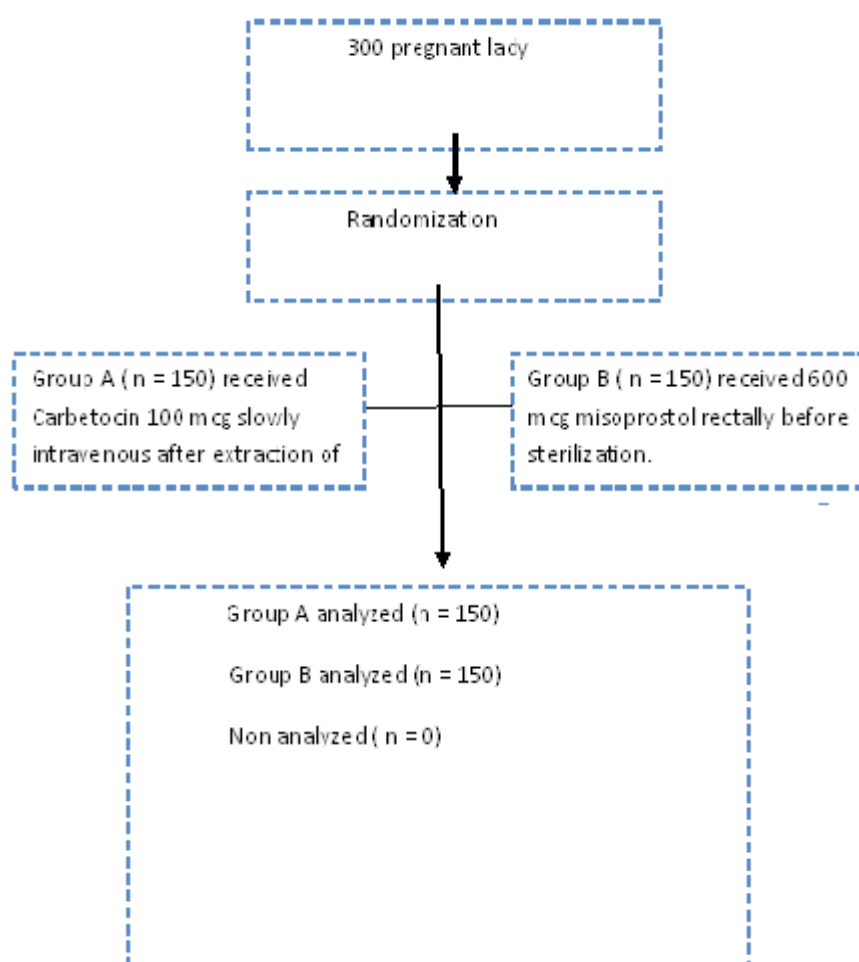 300 pregnant lady
Randomization
Group A ( n = 150) received
Carbetocin 100 mcg slowly
intravenous after extraction of
Group B ( n =150) received 600
mcg misoprostol rectally before
sterilization.
Group A analyzed (n = 150)
Group B analyzed (n = 150)
Non analyzed ( n =0)